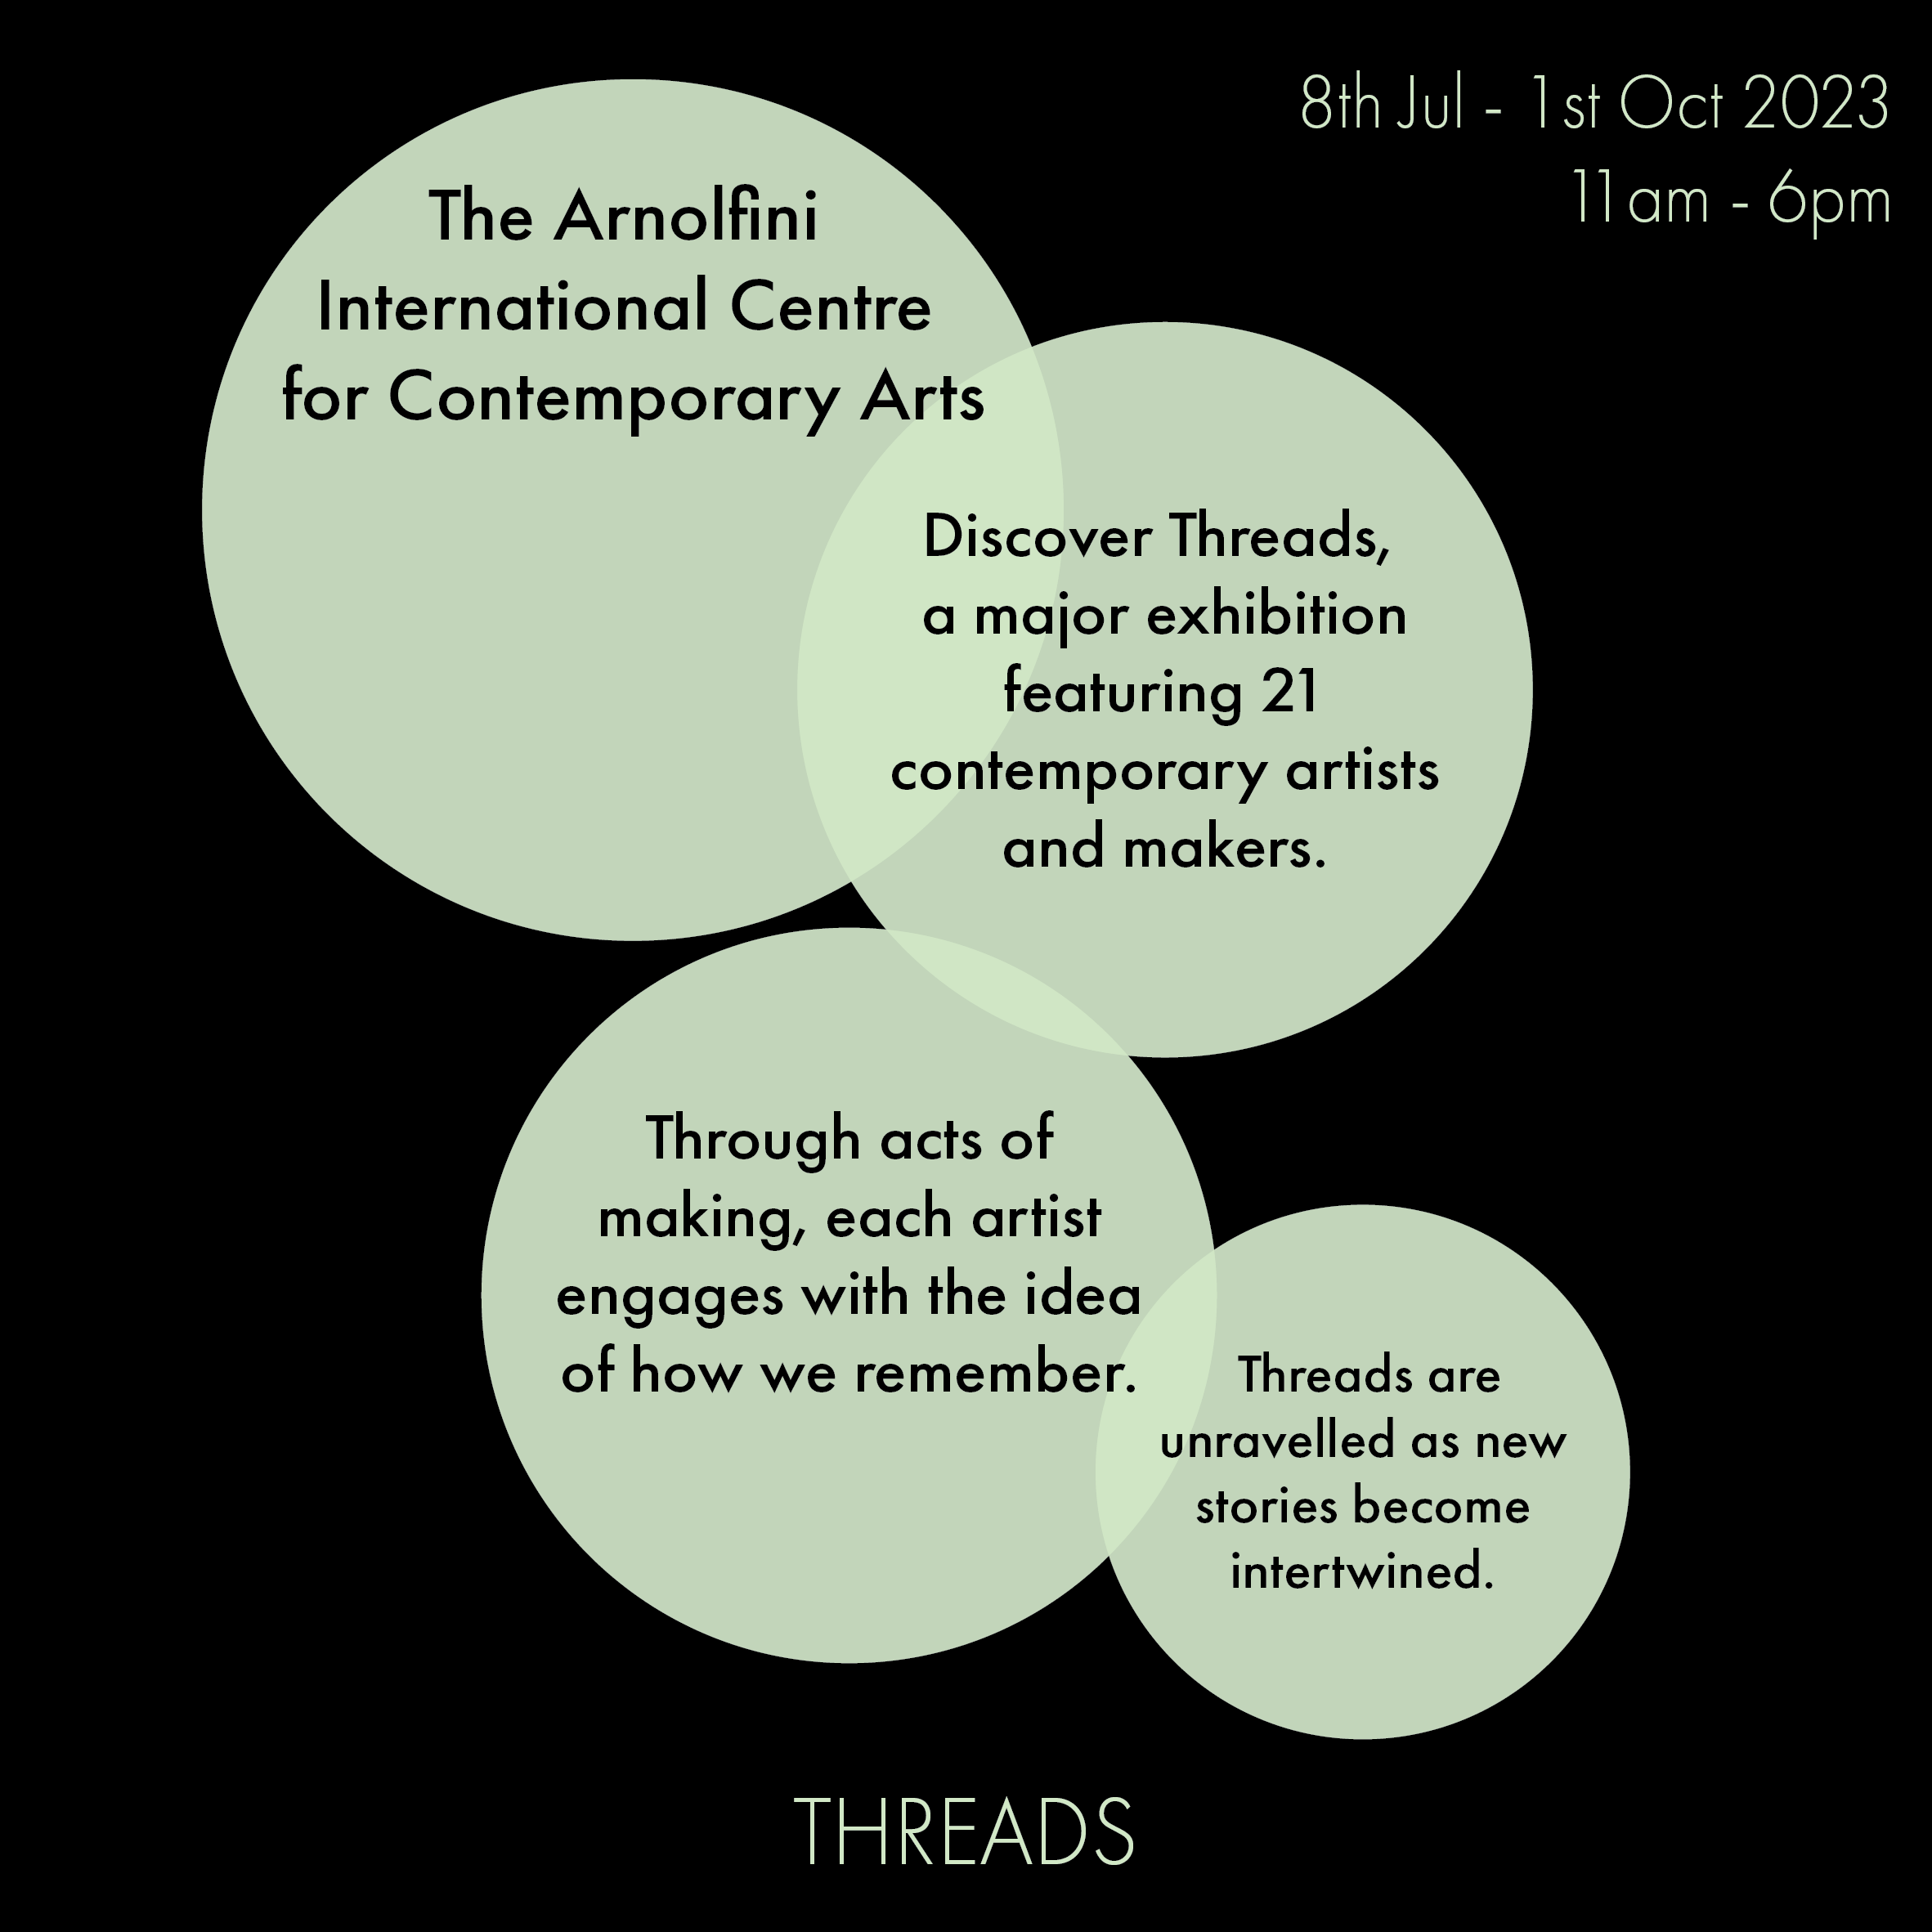 8th Jul - 1st Oct 2023
11am - 6pm
The Arnolfini
International Centre
for Contemporary Arts
Discover Threads,
a major exhibition
featuring 21
contemporary artists
and makers.
Through acts of
making, each artist
engages with the idea
of how we remember.
Threads are
unravelled as new
stories become
intertwined.
THREADS